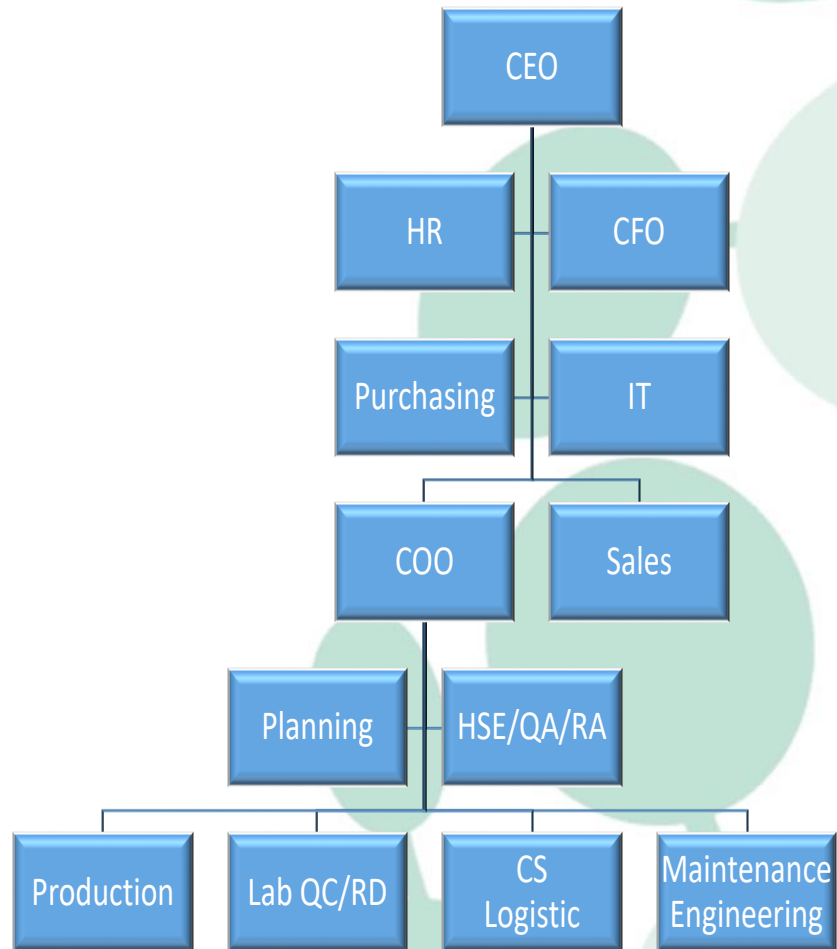 CEO
HR
CFO
Purchasing
IT
COO
Sales
Planning
HSE/QA/RA
Production
Lab QC/RD
CS
Logistic
Maintenance
Engineering